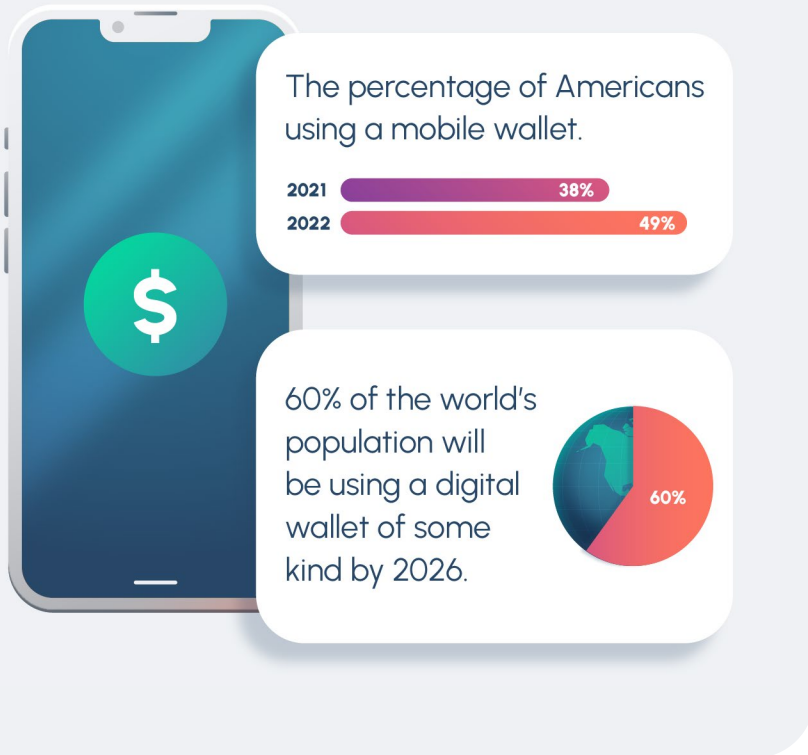 $
The percentage of Americans
using a mobile wallet.
2021 38%
2022 49%
60% of the world’s
population will
be using a digital
wallet of some
kind by 2026.
60%